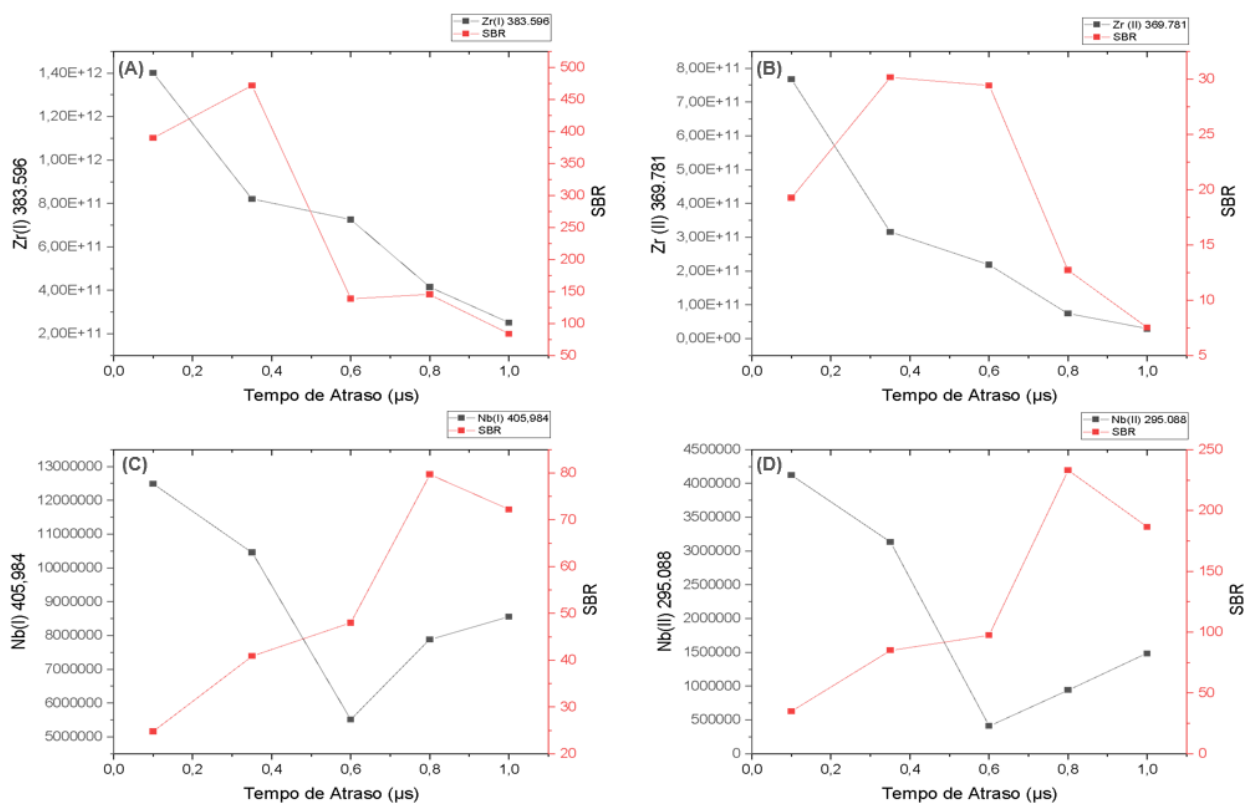 Zr(I) 383.596
SBR
(A)
1,40E+12
1,20E+12
1,00E+12
8,00E+11
6,00E+11
4,00E+11
2,00E+11
Zr(I) 383.596
500
450
400
350
300
250
200
150
100
50
SBR
0,0 0,2 0,4 0,6 0,8 1,0
Tempo de Atraso (µs)
Zr (II) 369.781
SBR
(B)
8,00E+11
7,00E+11
6,00E+11
5,00E+11
4,00E+11
3,00E+11
2,00E+11
1,00E+11
0,00E+00
Zr (II) 369.781
30
25
20
15
10
5
SBR
0,0 0,2 0,4 0,6 0,8 1,0
Tempo de Atraso (µs)
Nb(I) 405,984
SBR
(C)
13000000
12000000
11000000
10000000
9000000
8000000
7000000
6000000
5000000
Nb(I) 405,984
80
70
60
50
40
30
20
SBR
0,0 0,2 0,4 0,6 0,8 1,0
Tempo de Atraso (µs)
Nb(II) 295.088
SBR
(D)
4500000
4000000
3500000
3000000
2500000
2000000
1500000
1000000
500000
0
Nb(II) 295.088
250
200
150
100
50
0
SBR
0,0 0,2 0,4 0,6 0,8 1,0
Tempo de Atraso (µs)